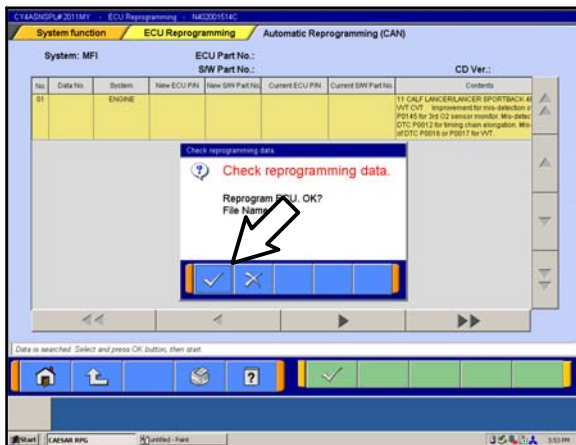 CY4ASNSPL# 2011MY - ECU Reprogramming - N402001514C
System function
ECU Reprogramming
Automatic Reprogramming (CAN)
System: MFI
ECU Part No.:
S/W Part No.:
CD Ver.:
No Data No. System New ECU P/N New S/W Part No Current ECU P/N Current S/W Part No Contents
01 ENGINE
11 CALF LANCER/LANCER SPORTBACK
VVT CVT Improvement for mis-detection
P0145 for 3rd O2 sensor monitor. Mis-detec
DTC P0012 for timing chain elongation. Mis-
of DTC P0016 or P0017 for VVT.
Check reprogramming data.
Check reprogramming data.
Reprogram ECU. OK?
File Name
Data is searched. Select and press OK button, then start.
?
Start CAESAR RPG untitled - Paint 3:53 PM